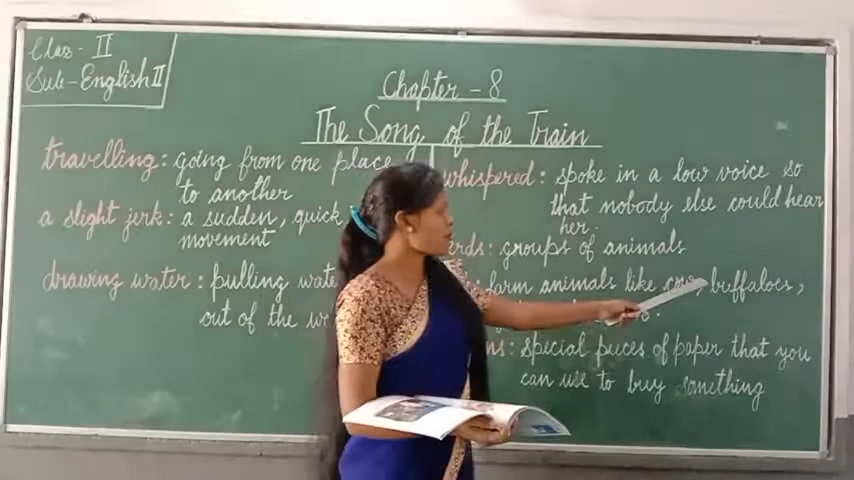 Class - II
Sub - English II
Chapter - 8
The Song of the Train
travelling : going from one place
to another
a slight jerk : a sudden, quick
movement
drawing water : pulling
out of the
whispered : spoke in a low voice so
that nobody else could hear
her.
: groups of animals
farm animals like cows, buffaloes,
: special pieces of paper that you
can use to buy something